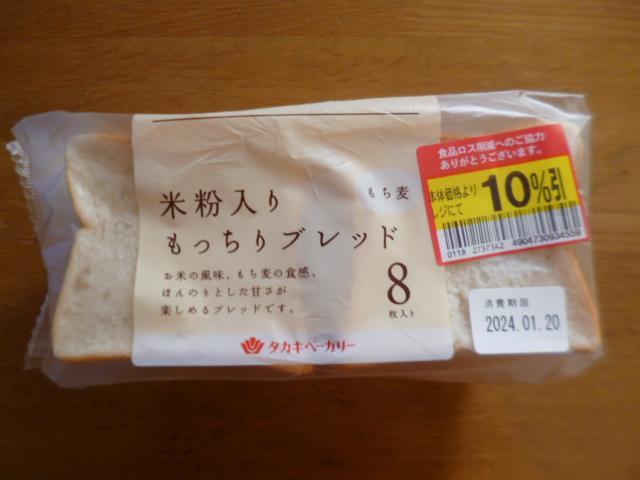 米粉入り
もっちりブレッド
もち麦
お米の風味、もち麦の食感、
ほんのりとした甘さが
楽しめるブレッドです。
8
枚入り
タカキベーカリー
食品ロス削減へのご協力
ありがとうございます。
本体価格より
レジにて
10%引
0118 2737342 4904730934559
消費期限
2024.01.20